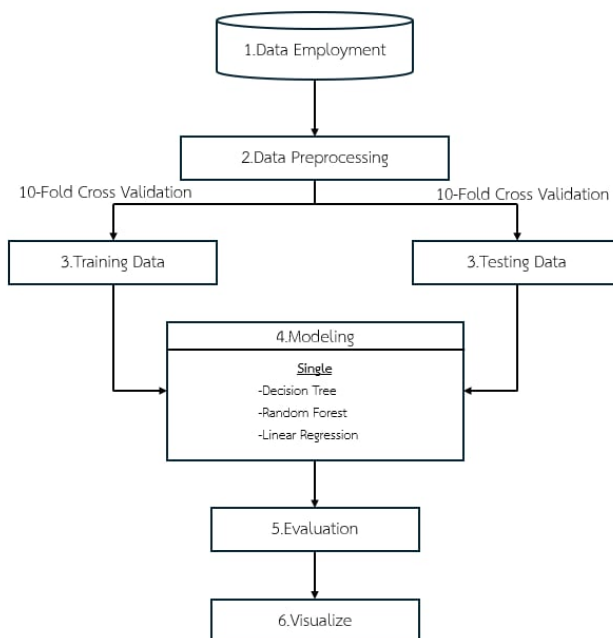 1.Data Employment
2.Data Preprocessing
10-Fold Cross Validation
10-Fold Cross Validation
3.Training Data
3.Testing Data
4.Modeling
Single
-Decision Tree
-Random Forest
-Linear Regression
5.Evaluation
6.Visualize